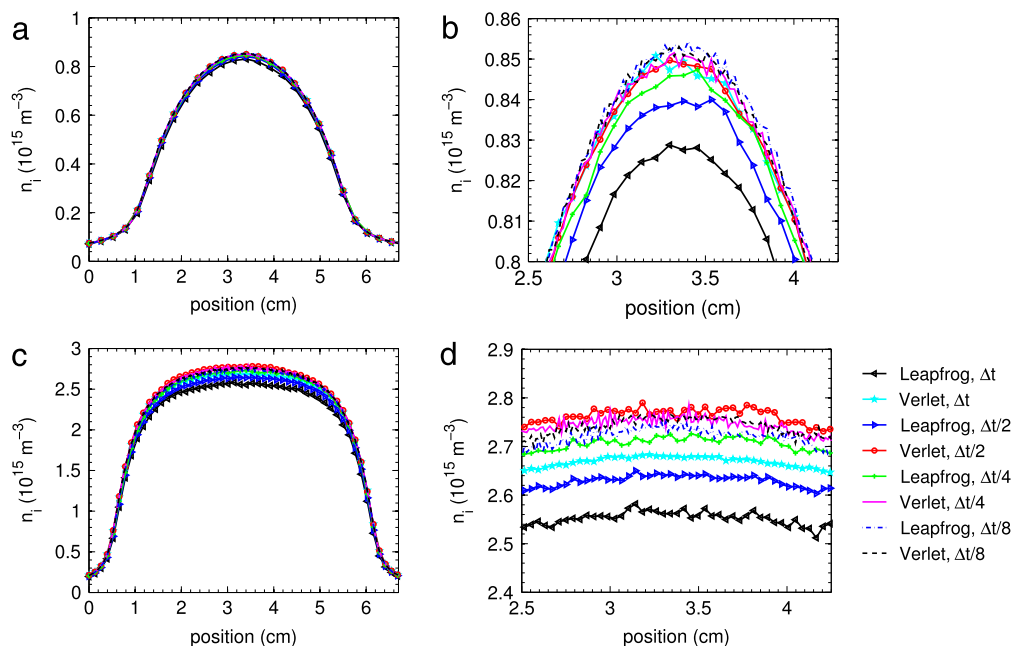 a
1
0.8
0.6
0.4
0.2
0
n_i (10^15 m^−3)
0 1 2 3 4 5 6
position (cm)
b
0.86
0.85
0.84
0.83
0.82
0.81
0.8
n_i (10^15 m^−3)
2.5 3 3.5 4
position (cm)
c
3
2.5
2
1.5
1
0.5
0
n_i (10^15 m^−3)
0 1 2 3 4 5 6
position (cm)
d
2.9
2.8
2.7
2.6
2.5
2.4
n_i (10^15 m^−3)
2.5 3 3.5 4
position (cm)
Leapfrog, Δt
Verlet, Δt
Leapfrog, Δt/2
Verlet, Δt/2
Leapfrog, Δt/4
Verlet, Δt/4
Leapfrog, Δt/8
Verlet, Δt/8